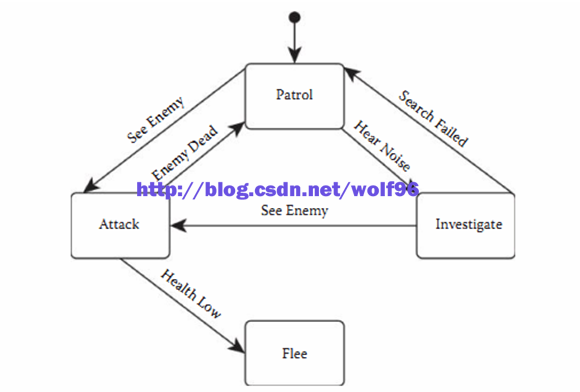 Patrol
See Enemy
Enemy Dead
Hear Noise
Search Failed
http://blog.csdn.net/wolf96
Attack
See Enemy
Investigate
Health Low
Flee